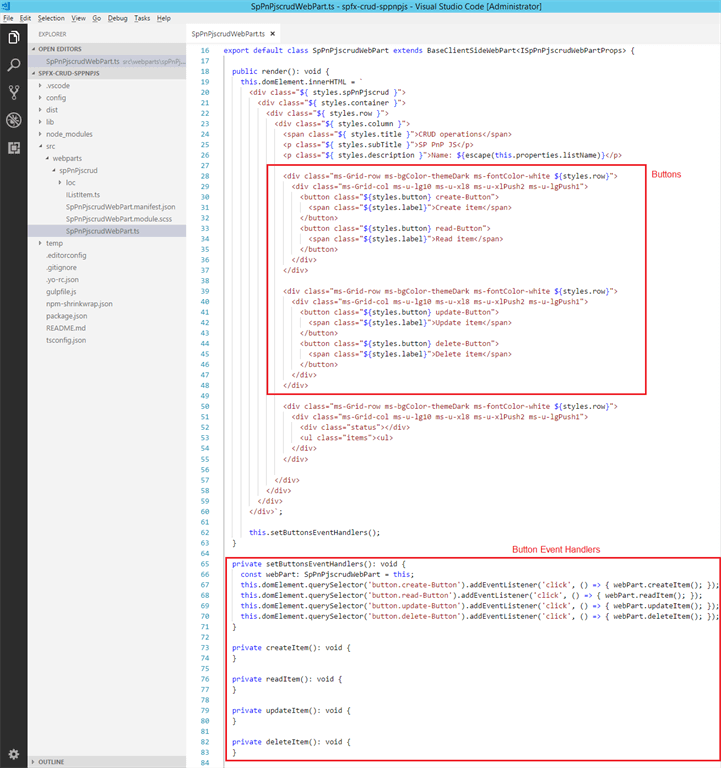 SpPnPjscrudWebPart.ts - spfx-crud-sppnpjs - Visual Studio Code [Administrator]
File Edit Selection View Go Debug Tasks Help
EXPLORER
OPEN EDITORS
SpPnPjscrudWebPart.ts src\webparts\spPnPj...
SPFX-CRUD-SPPNPJS
.vscode
config
dist
lib
node_modules
src
webparts
spPnPjscrud
loc
IListItem.ts
SpPnPjscrudWebPart.manifest.json
SpPnPjscrudWebPart.module.scss
SpPnPjscrudWebPart.ts
temp
.editorconfig
.gitignore
.yo-rc.json
gulpfile.js
npm-shrinkwrap.json
package.json
README.md
tsconfig.json
OUTLINE
SpPnPjscrudWebPart.ts
16 export default class SpPnPjscrudWebPart extends BaseClientSideWebPart<ISpPnPjscrudWebPartProps> {
17
18 public render(): void {
19 this.domElement.innerHTML = `
20 <div class="${ styles.spPnPjscrud }">
21 <div class="${ styles.container }">
22 <div class="${ styles.row }">
23 <div class="${ styles.column }">
24 <span class="${ styles.title }">CRUD operations</span>
25 <p class="${ styles.subTitle }">SP PnP JS</p>
26 <p class="${ styles.description }">Name: ${escape(this.properties.listName)}</p>
27
28 <div class="ms-Grid-row ms-bgColor-themeDark ms-fontColor-white ${styles.row}">
29 <div class="ms-Grid-col ms-u-lg10 ms-u-xl8 ms-u-xlPush2 ms-u-lgPush1">
30 <button class="${styles.button} create-Button">
31 <span class="${styles.label}">Create item</span>
32 </button>
33 <button class="${styles.button} read-Button">
34 <span class="${styles.label}">Read item</span>
35 </button>
36 </div>
37 </div>
38
39 <div class="ms-Grid-row ms-bgColor-themeDark ms-fontColor-white ${styles.row}">
40 <div class="ms-Grid-col ms-u-lg10 ms-u-xl8 ms-u-xlPush2 ms-u-lgPush1">
41 <button class="${styles.button} update-Button">
42 <span class="${styles.label}">Update item</span>
43 </button>
44 <button class="${styles.button} delete-Button">
45 <span class="${styles.label}">Delete item</span>
46 </button>
47 </div>
48 </div>
49
50 <div class="ms-Grid-row ms-bgColor-themeDark ms-fontColor-white ${styles.row}">
51 <div class="ms-Grid-col ms-u-lg10 ms-u-xl8 ms-u-xlPush2 ms-u-lgPush1">
52 <div class="status"></div>
53 <ul class="items"><ul>
54 </div>
55 </div>
56
57 </div>
58 </div>
59 </div>
60 </div>`;
61
62 this.setButtonsEventHandlers();
63 }
64
65 private setButtonsEventHandlers(): void {
66 const webPart: SpPnPjscrudWebPart = this;
67 this.domElement.querySelector('button.create-Button').addEventListener('click', () => { webPart.createItem(); });
68 this.domElement.querySelector('button.read-Button').addEventListener('click', () => { webPart.readItem(); });
69 this.domElement.querySelector('button.update-Button').addEventListener('click', () => { webPart.updateItem(); });
70 this.domElement.querySelector('button.delete-Button').addEventListener('click', () => { webPart.deleteItem(); });
71 }
72
73 private createItem(): void {
74 }
75
76 private readItem(): void {
77 }
78
79 private updateItem(): void {
80 }
81
82 private deleteItem(): void {
83 }
84
Buttons
Button Event Handlers